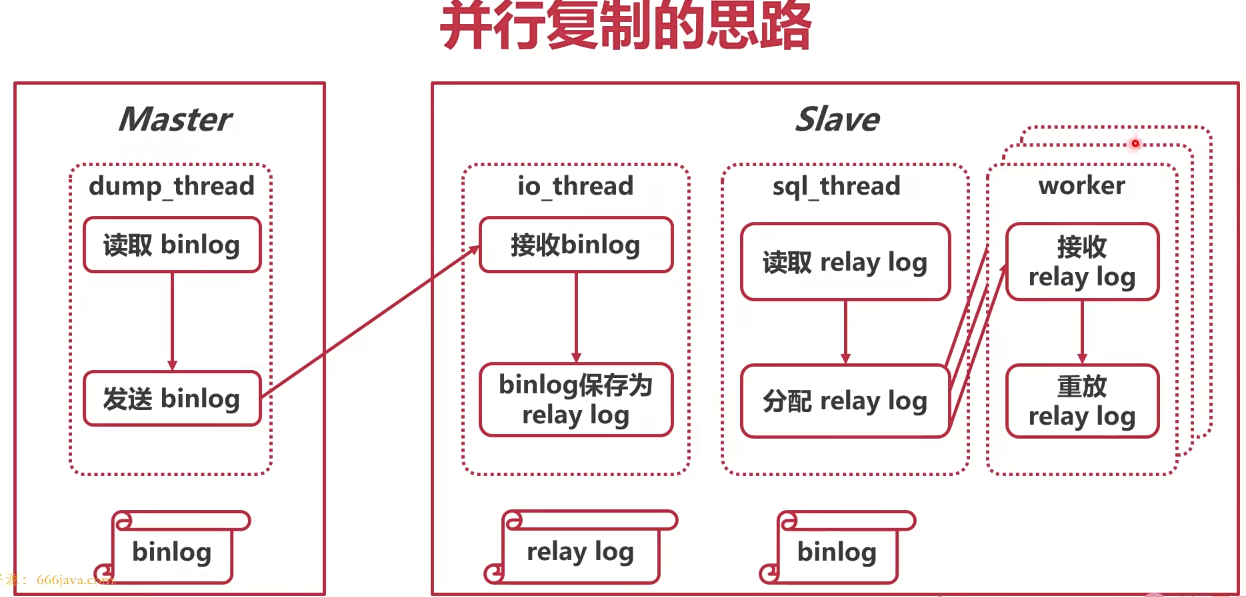 并行复制的思路
Master
dump_thread
读取 binlog
发送 binlog
binlog
Slave
io_thread
接收binlog
binlog保存为
relay log
relay log
sql_thread
读取 relay log
分配 relay log
binlog
worker
接收
relay log
重放
relay log
源: 666java.com